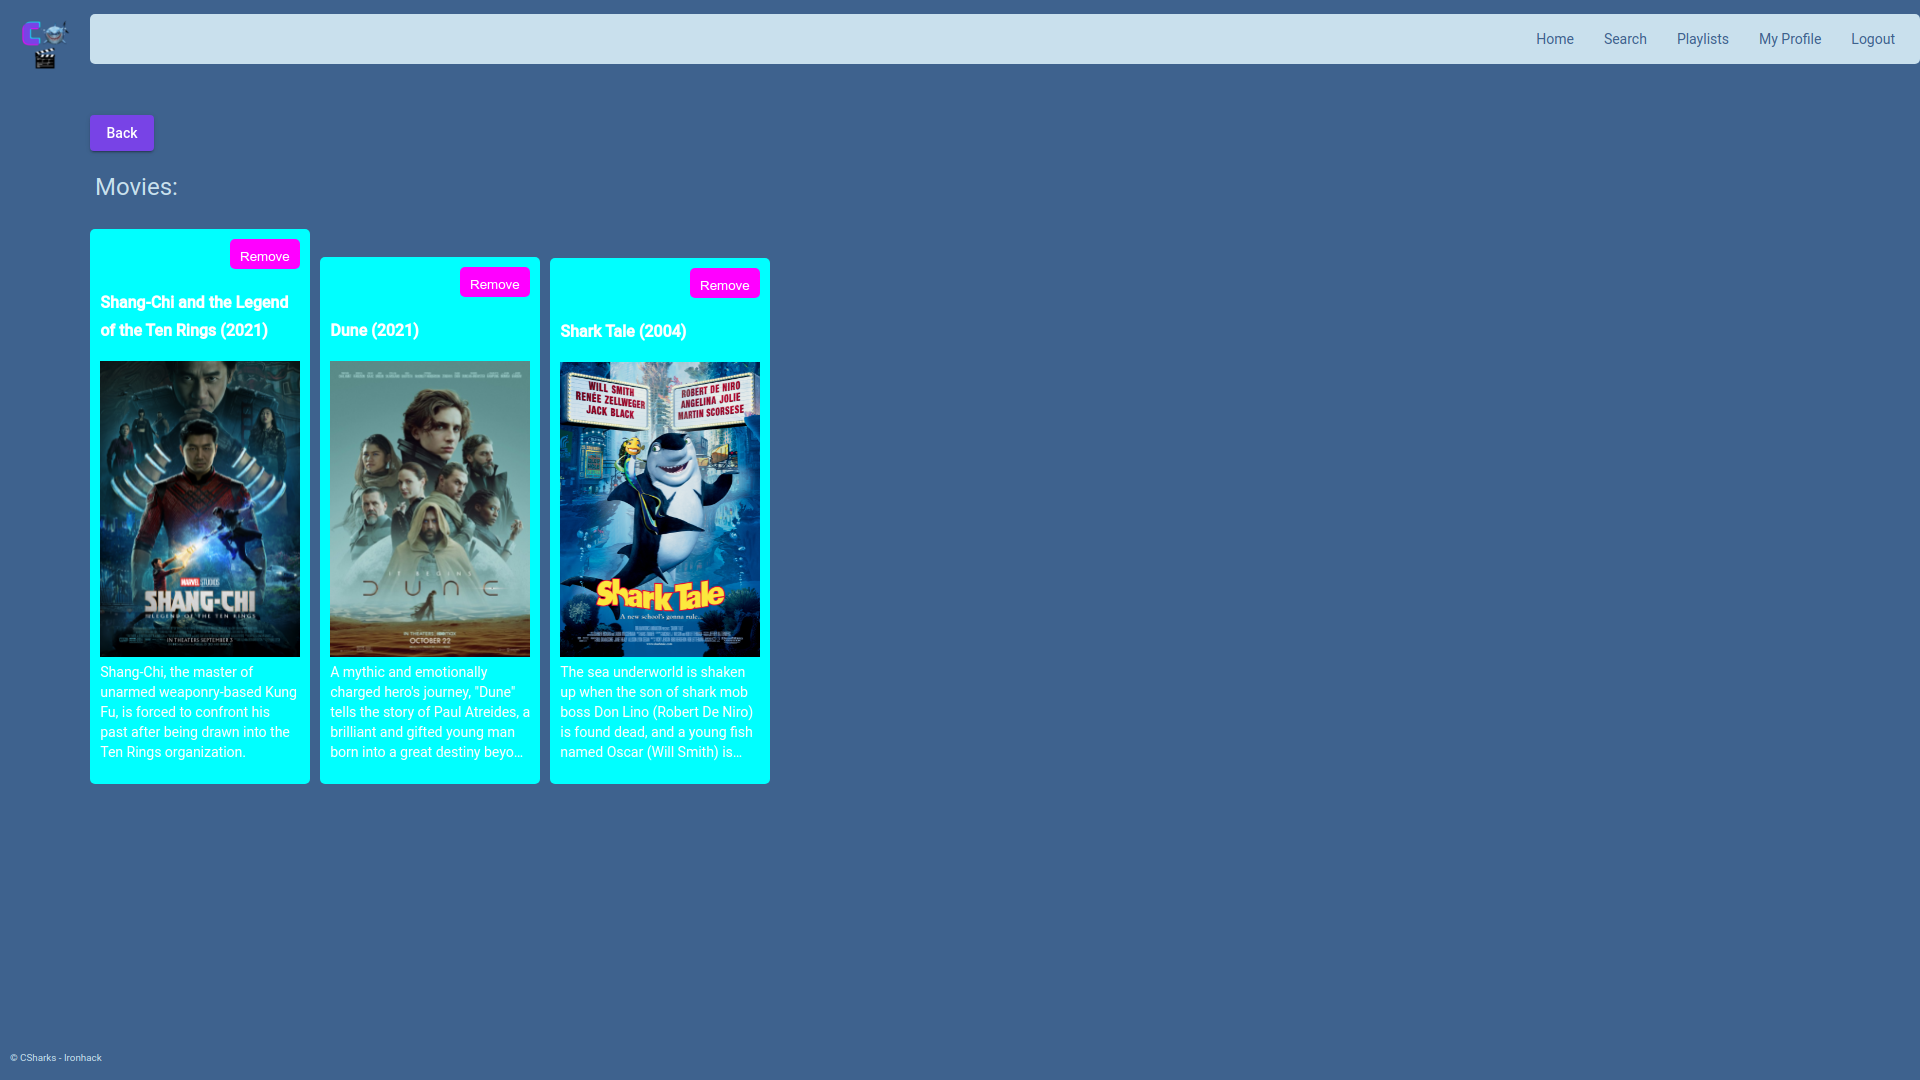 Home Search Playlists My Profile Logout
Back
Movies:
Remove
Shang-Chi and the Legend
of the Ten Rings (2021)
MARVEL STUDIOS
SHANG-CHI
LEGEND OF THE TEN RINGS
IN THEATERS SEPTEMBER 3
Shang-Chi, the master of
unarmed weaponry-based Kung
Fu, is forced to confront his
past after being drawn into the
Ten Rings organization.
Remove
Dune (2021)
IT BEGINS
DUNE
IN THEATERS
OCTOBER 22
A mythic and emotionally
charged hero's journey, "Dune"
tells the story of Paul Atreides, a
brilliant and gifted young man
born into a great destiny beyo...
Remove
Shark Tale (2004)
WILL SMITH
RENÉE ZELLWEGER
JACK BLACK
ROBERT DE NIRO
ANGELINA JOLIE
MARTIN SCORSESE
Shark Tale
A new school's gonna rule...
The sea underworld is shaken
up when the son of shark mob
boss Don Lino (Robert De Niro)
is found dead, and a young fish
named Oscar (Will Smith) is...
© CSharks - Ironhack